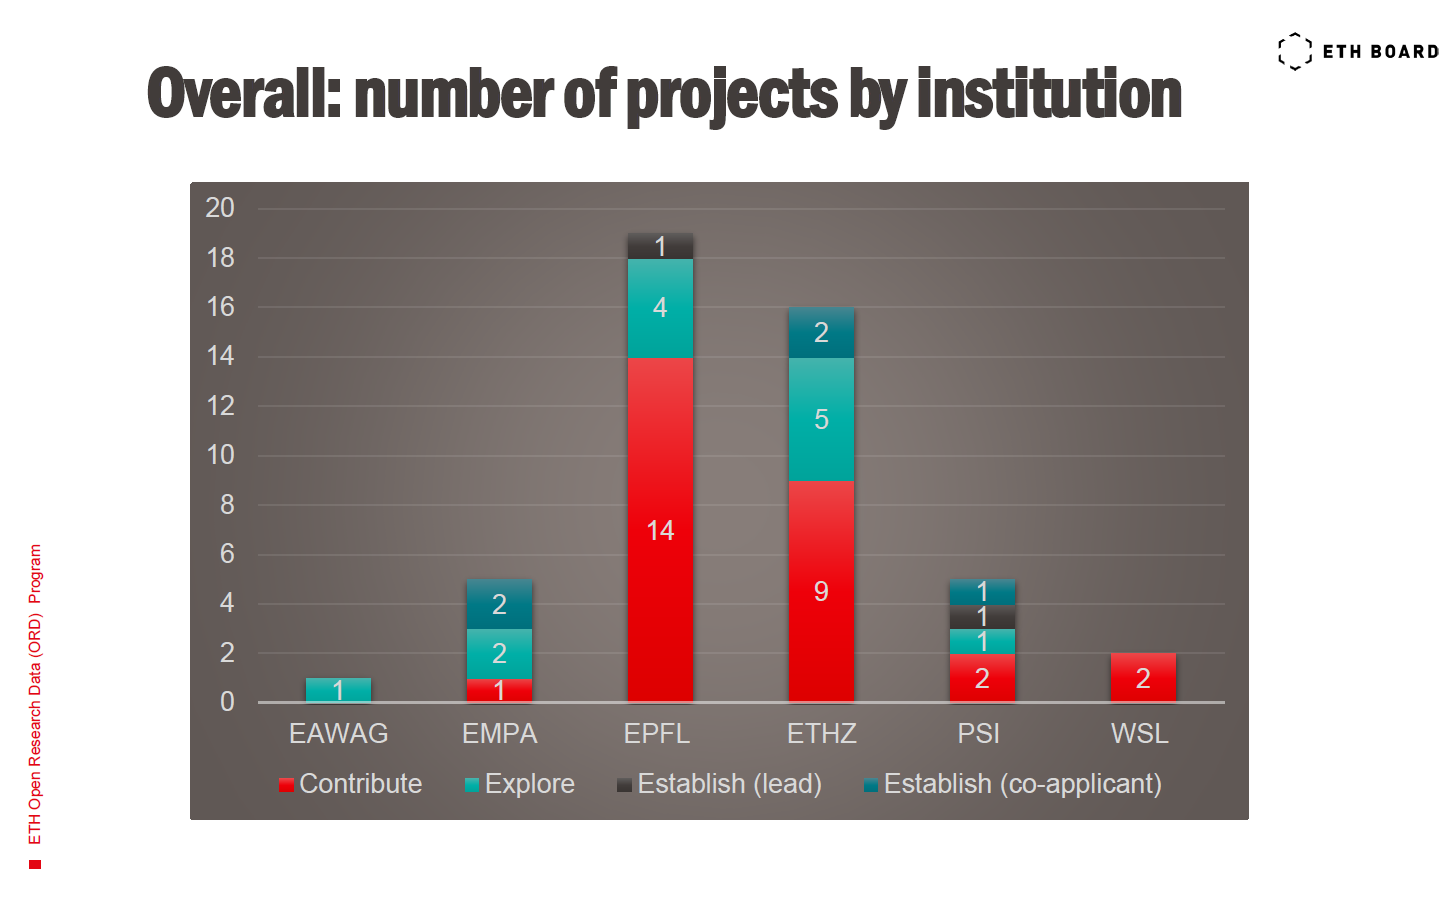 ETH BOARD
Overall: number of projects by institution
20
18
16
14
12
10
8
6
4
2
0
1
1
2
2
14
4
1
9
5
2
2
1
1
1
2
EAWAG
EMPA
EPFL
ETHZ
PSI
WSL
Contribute
Explore
Establish (lead)
Establish (co-applicant)
ETH Open Research Data (ORD) Program